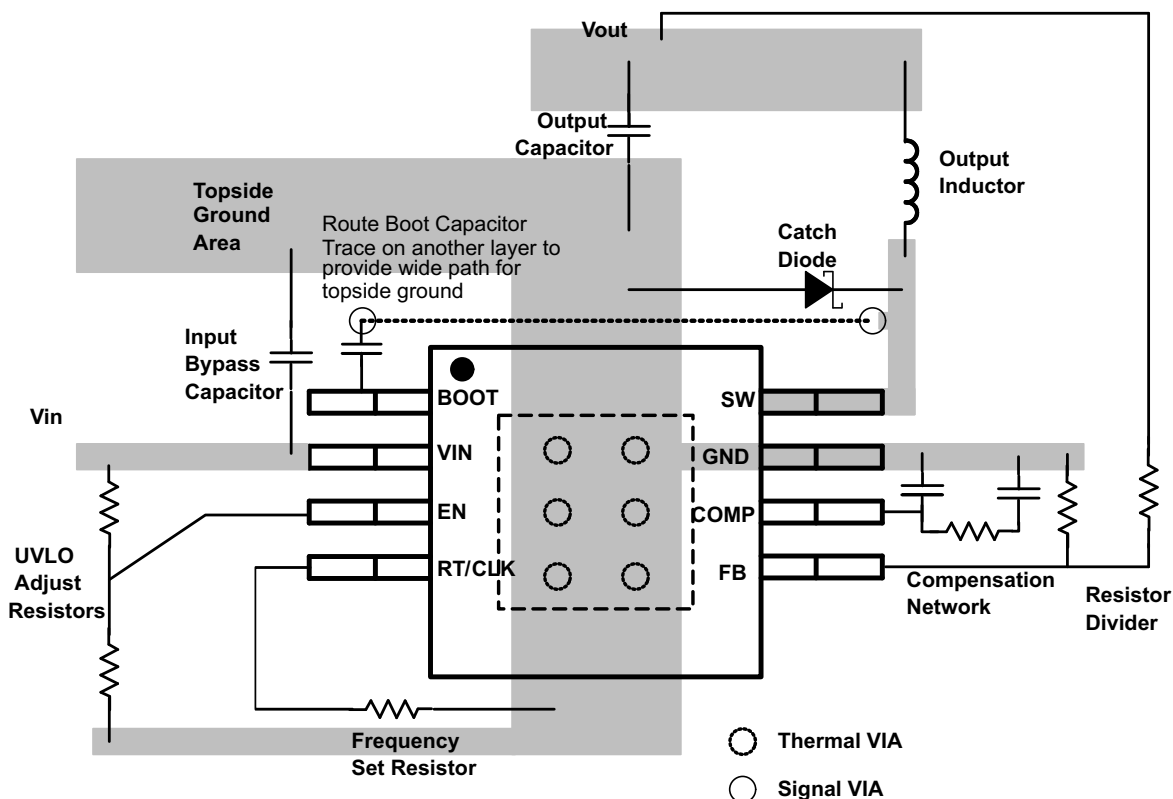 Vout
Output
Capacitor
Output
Inductor
Topside
Ground
Area
Route Boot Capacitor
Trace on another layer to
provide wide path for
topside ground
Catch
Diode
Input
Bypass
Capacitor
BOOT
SW
Vin
VIN
GND
EN
COMP
RT/CLK
FB
UVLO
Adjust
Resistors
Compensation
Network
Resistor
Divider
Frequency
Set Resistor
Thermal VIA
Signal VIA